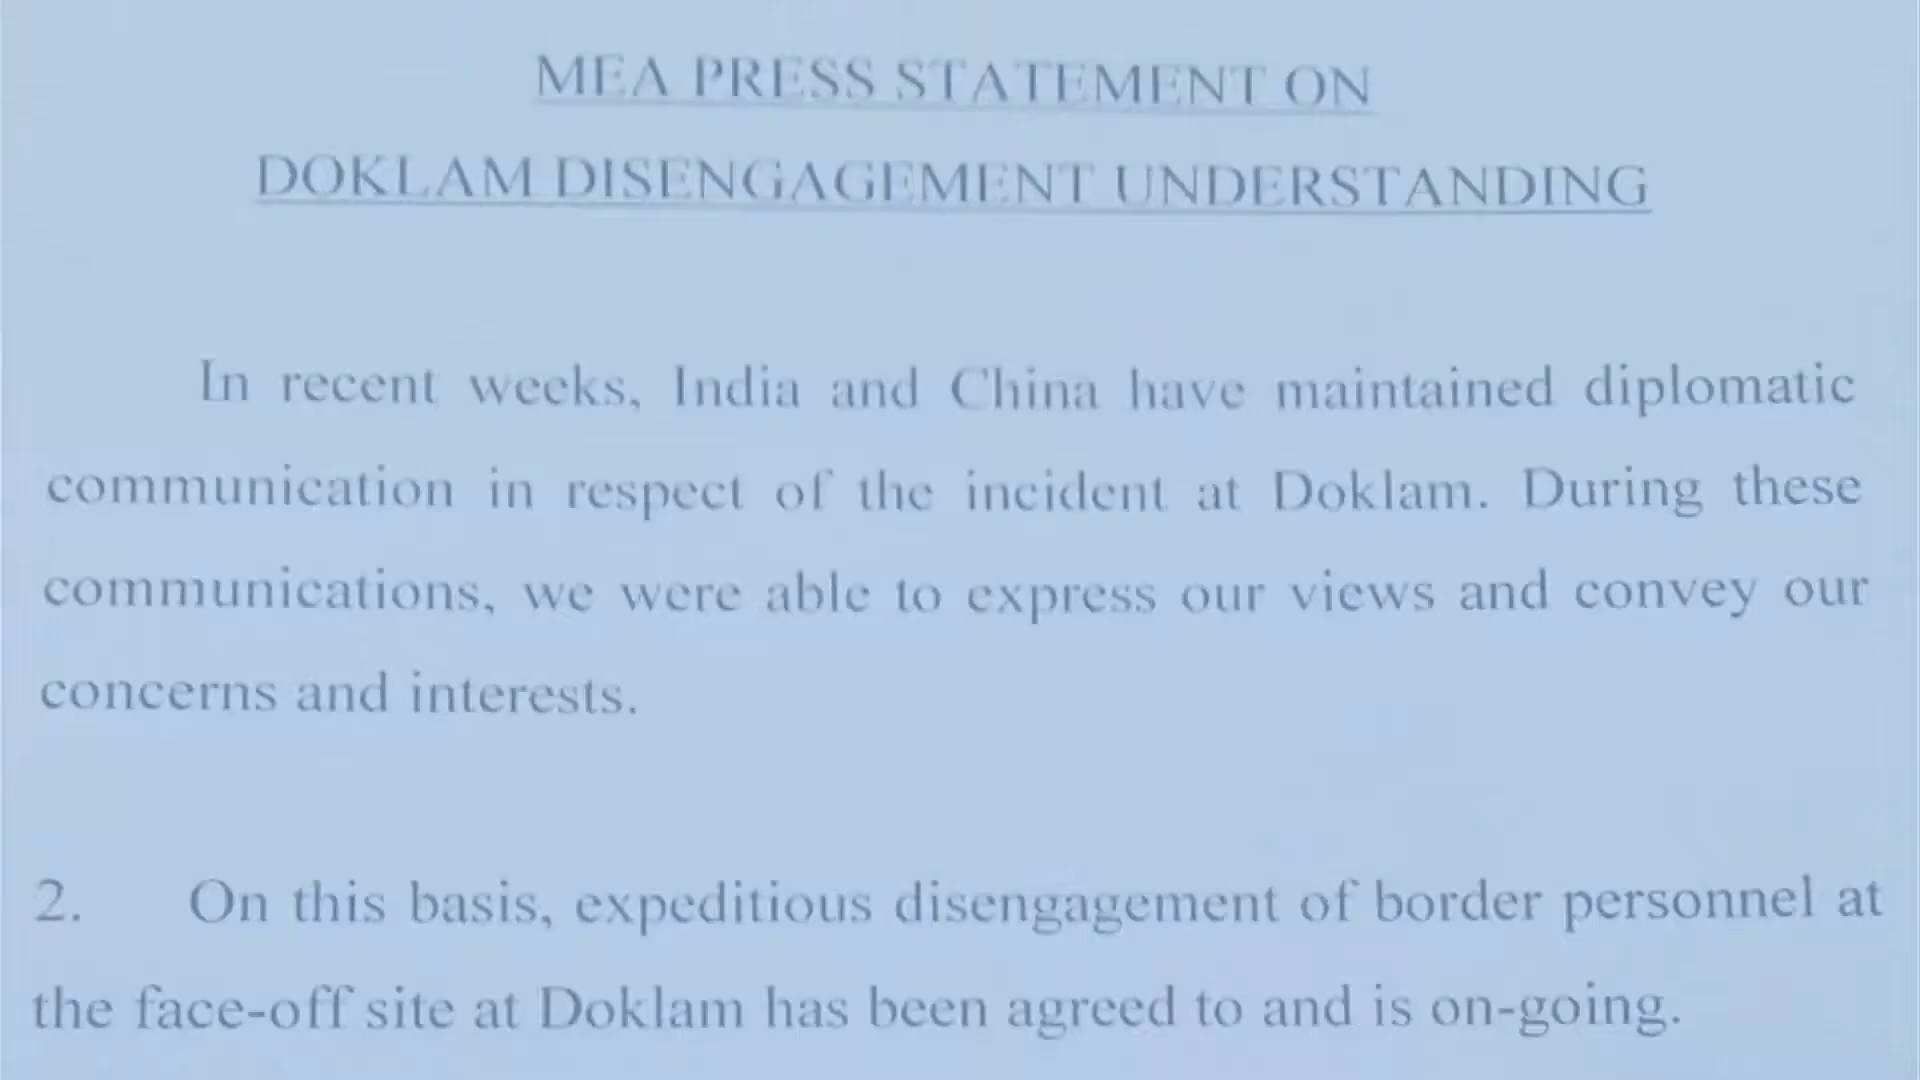 MEA PRESS STATEMENT ON
DOKLAM DISENGAGEMENT UNDERSTANDING
In recent weeks, India and China have maintained diplomatic
communication in respect of the incident at Doklam. During these
communications, we were able to express our views and convey our
concerns and interests.
2. On this basis, expeditious disengagement of border personnel at
the face-off site at Doklam has been agreed to and is on-going.